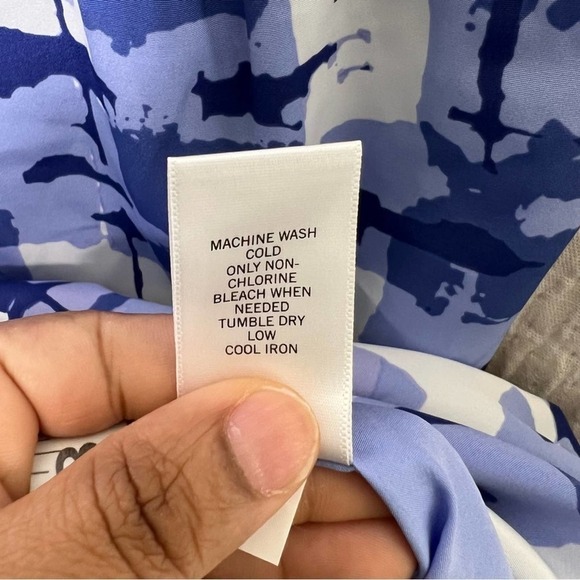 MACHINE WASH
COLD
ONLY NON-
CHLORINE
BLEACH WHEN
NEEDED
TUMBLE DRY
LOW
COOL IRON